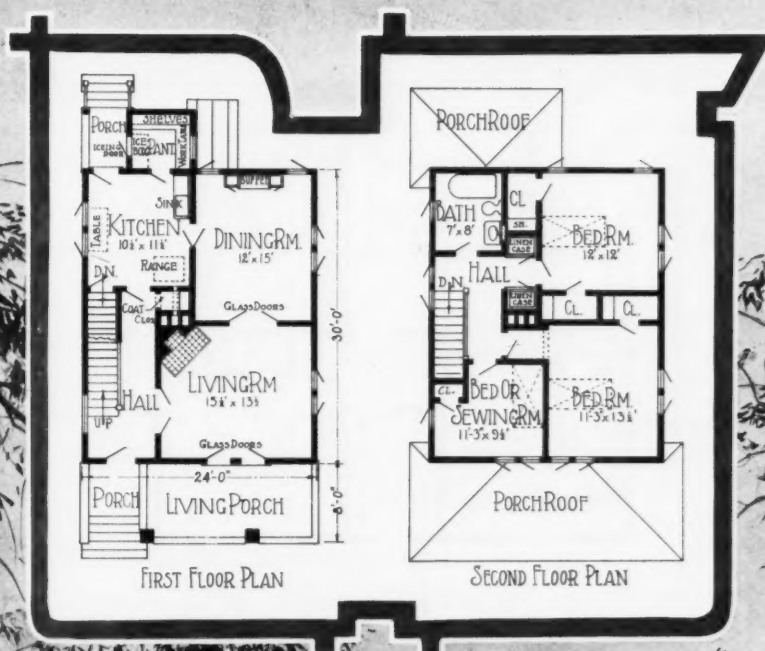 PORCH
ICEING DOOR
ICE BOX
SHELVES
PANT.
WORK TABLE
SINK
BUFFET
KITCHEN
10½' x 11½'
TABLE
DINING RM.
12' x 15'
D.N.
RANGE
COAT CLOS
GLASS DOORS
30'-0"
LIVING RM
15½' x 13½
HALL
UP
GLASS DOORS
24'-0"
PORCH
LIVING PORCH
8'-0"
FIRST FLOOR PLAN
PORCH ROOF
BATH
7'x 8'
CL
SH.
LINEN CASE
BED RM.
12' x 12'
HALL
D.N
LINEN CASE
CL.
CL.
CL.
BED OR
SEWING RM.
11'-3" x 9½'
BED RM.
11'-3" x 13½'
PORCH ROOF
SECOND FLOOR PLAN